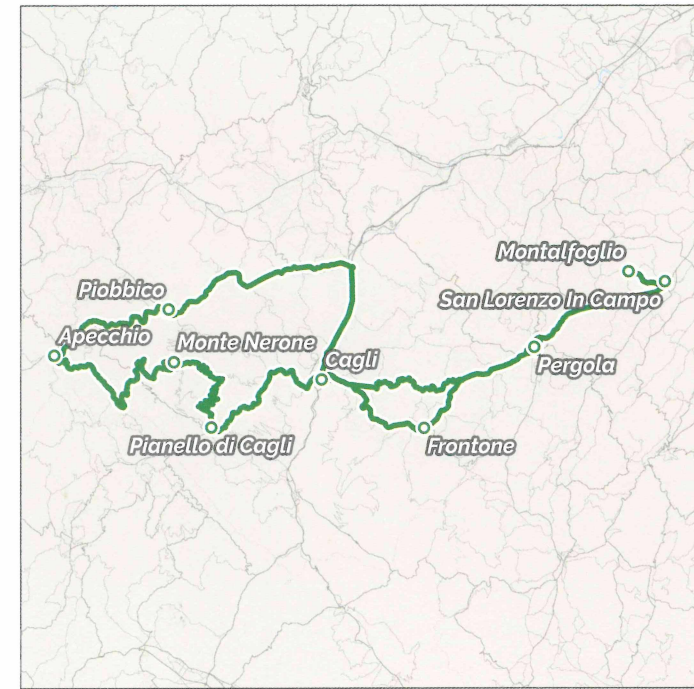 Montalfoglio
Piobbico
San Lorenzo In Campo
Apecchio
Monte Nerone
Cagli
Pergola
Pianello di Cagli
Frontone